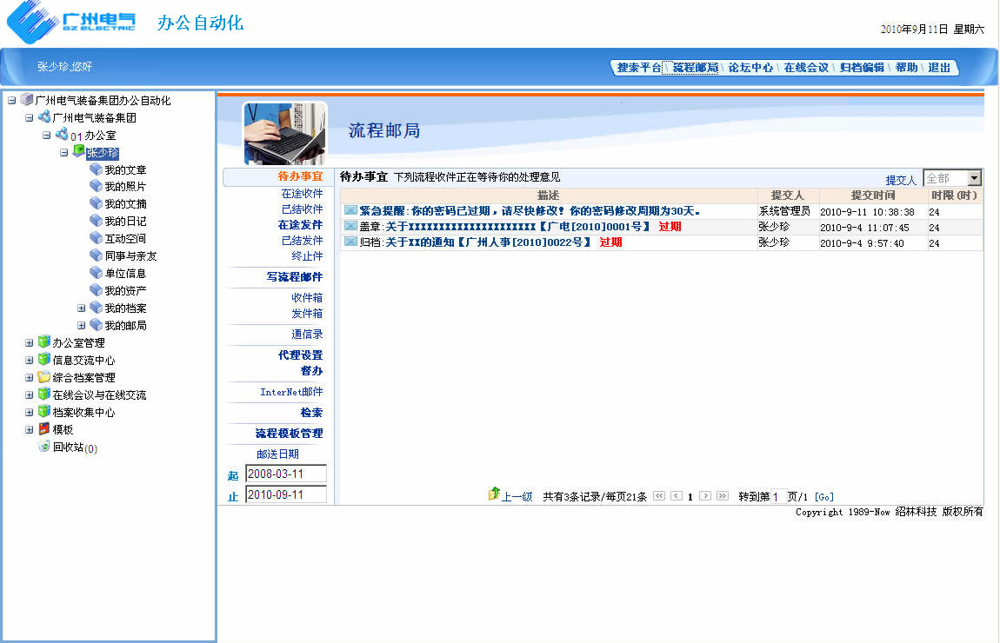 广州电气 办公自动化
GZ ELECTRIC
2010年9月11日 星期六
张少珍,您好
搜索平台\流程邮局\论坛中心\在线会议\归档编辑\帮助\退出
广州电气装备集团办公自动化
广州电气装备集团
01办公室
张少珍
我的文章
我的照片
我的文摘
我的日记
互动空间
同事与亲友
单位信息
我的资产
我的档案
我的邮局
办公室管理
信息交流中心
综合档案管理
在线会议与在线交流
档案收集中心
模板
回收站(0)
流程邮局
待办事宜
在途收件
已结收件
在途发件
已结发件
终止件
写流程邮件
收件箱
发件箱
通信录
代理设置
督办
InterNet邮件
检索
流程模板管理
邮送日期
起 2008-03-11
止 2010-09-11
待办事宜 下列流程收件正在等待你的处理意见
提交人 全部
描述 提交人 提交时间 时限(时)
紧急提醒:你的密码已过期，请尽快修改！你的密码修改周期为30天。 系统管理员 2010-9-11 10:38:38 24
盖章:关于xxxxxxxxxxxxxxxxxxxxx【广电[2010]0001号】 过期 张少珍 2010-9-4 11:07:45 24
归档:关于xx的通知【广州人事[2010]0022号】 过期 张少珍 2010-9-4 9:57:40 24
上一级 共有3条记录/每页21条 1 转到第1页/1 [Go]
Copyright 1989-Now 绍林科技 版权所有